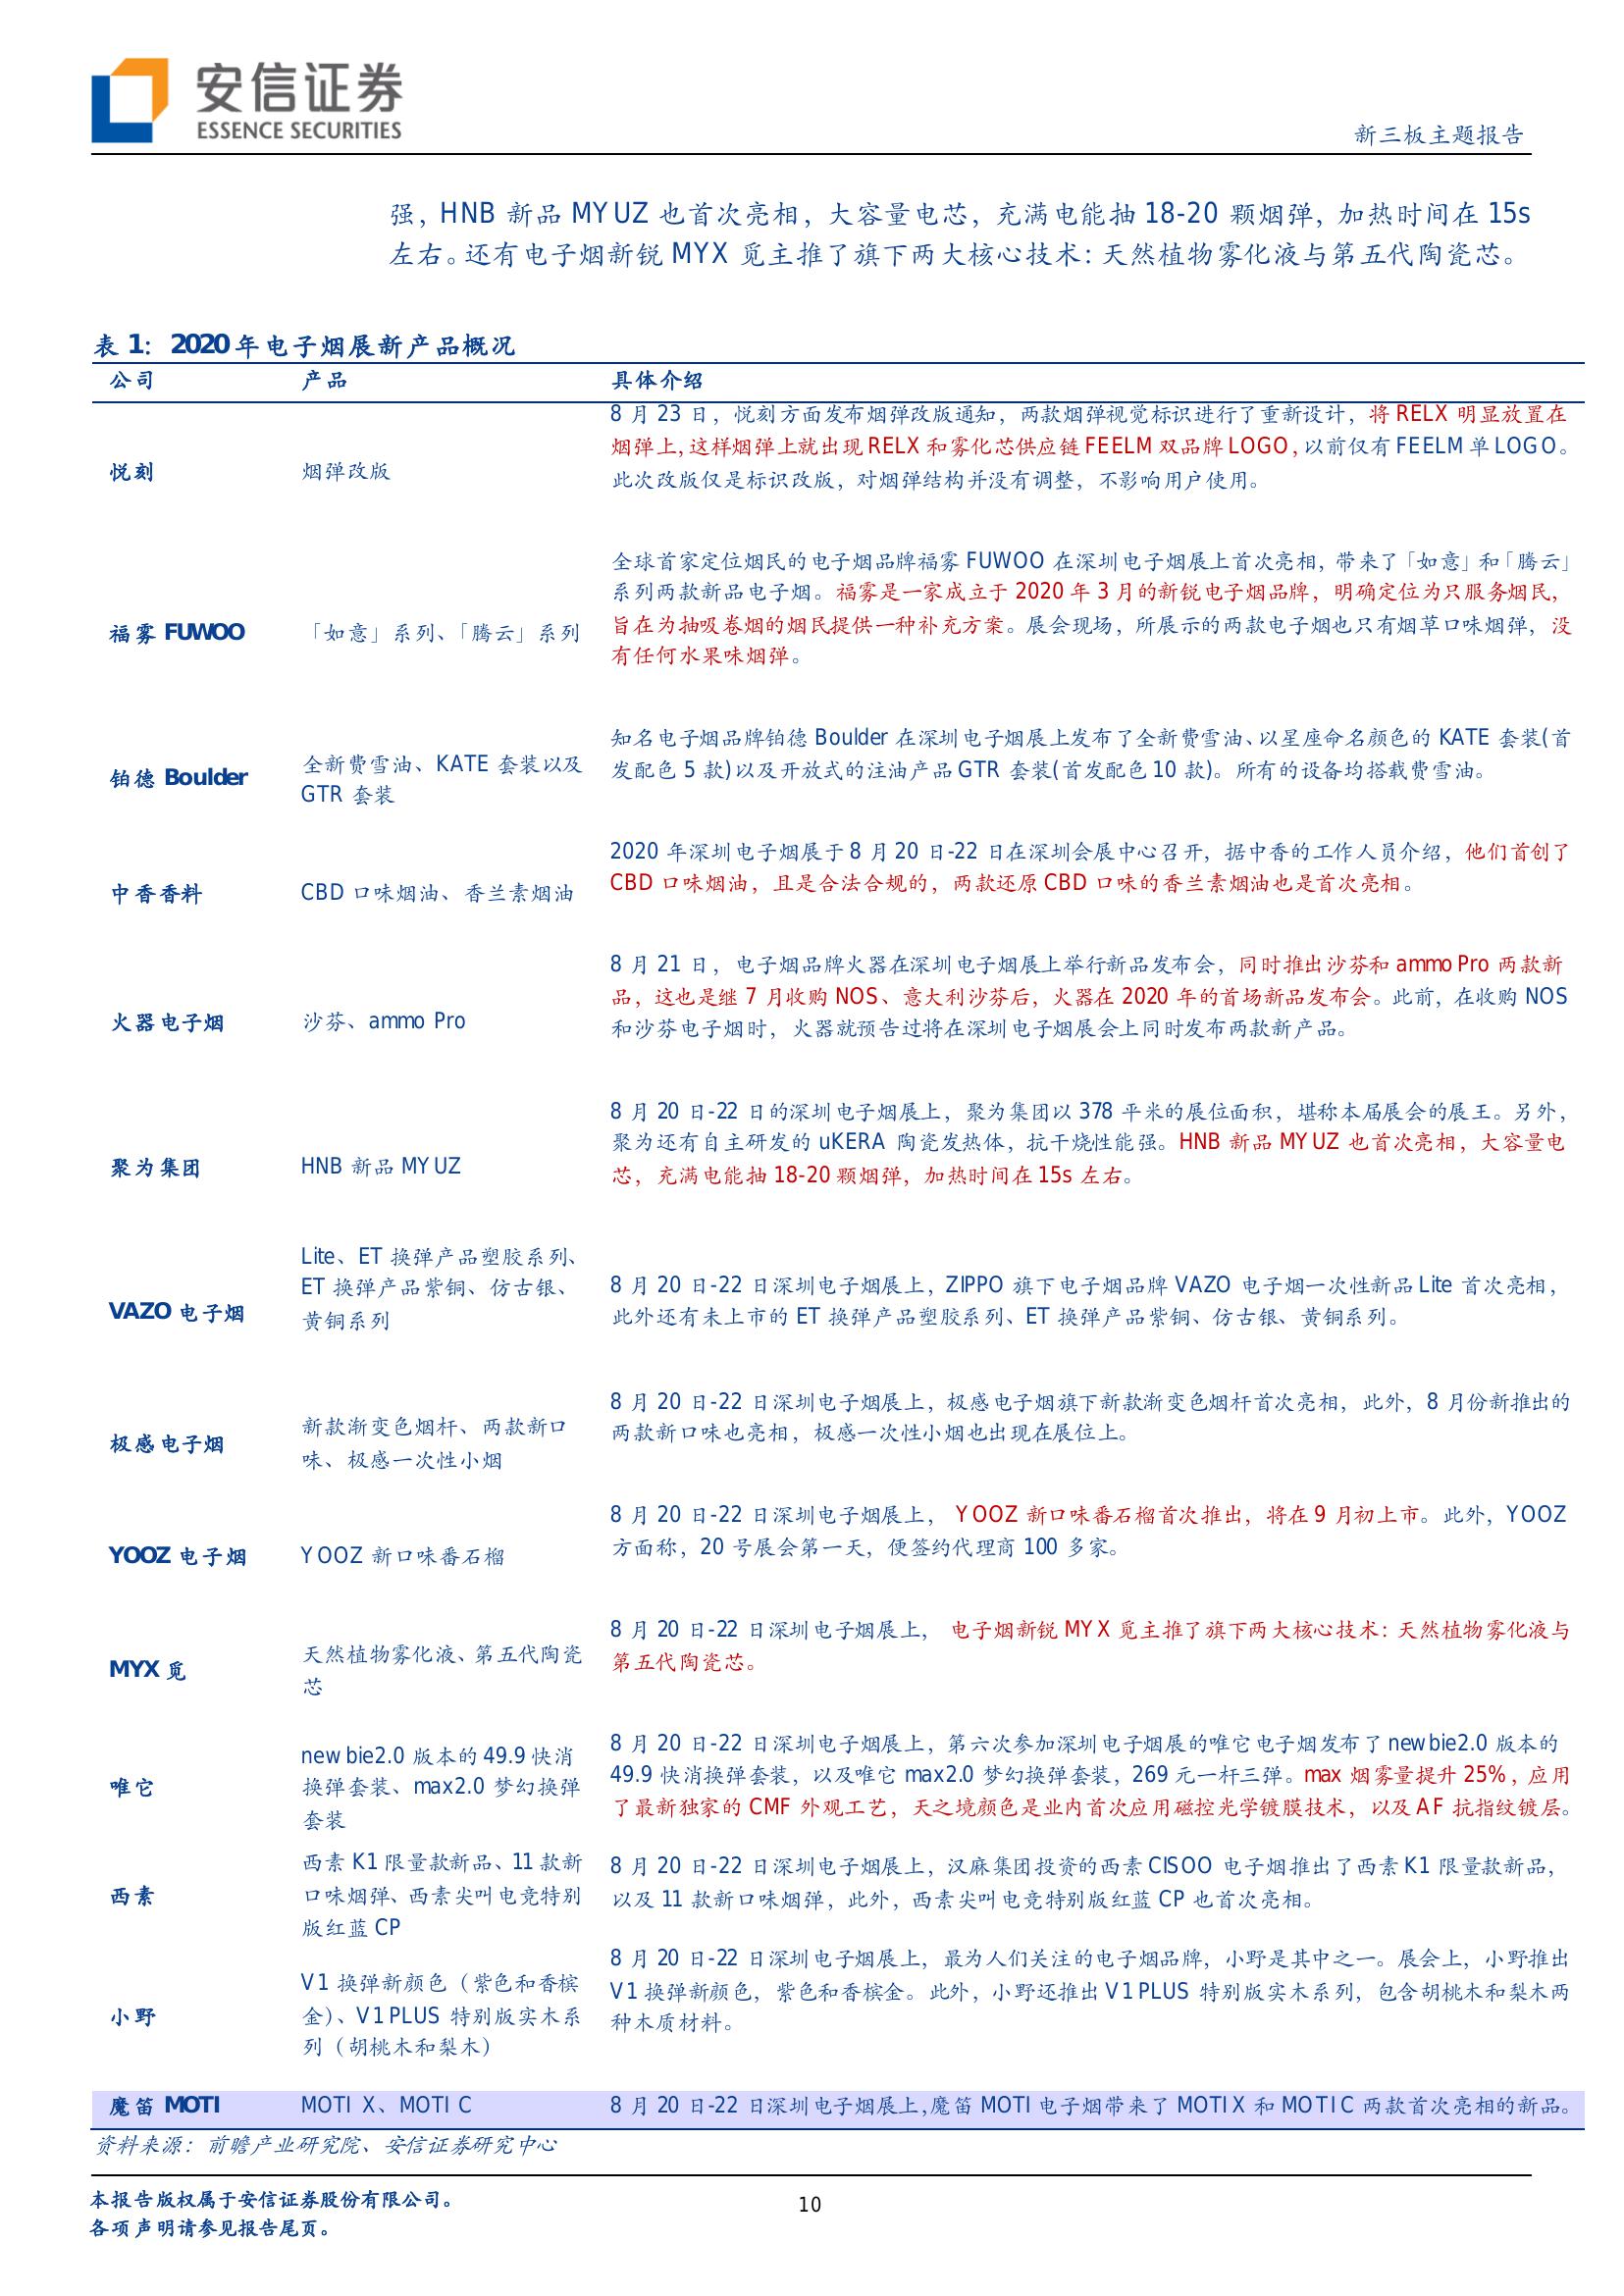 安信证券
ESSENCE SECURITIES
新三板主题报告
强，HNB 新品 MYUZ 也首次亮相，大容量电芯，充满电能抽 18-20 颗烟弹，加热时间在 15s
左右。还有电子烟新锐 MYX 觅主推了旗下两大核心技术：天然植物雾化液与第五代陶瓷芯。
表 1： 2020 年电子烟展新产品概况
公司 产品 具体介绍
悦刻 烟弹改版
8 月 23 日，悦刻方面发布烟弹改版通知，两款烟弹视觉标识进行了重新设计，将 RELX 明显放置在
烟弹上，这样烟弹上就出现 RELX 和雾化芯供应链 FEELM 双品牌 LOGO，以前仅有 FEELM 单 LOGO。
此次改版仅是标识改版，对烟弹结构并没有调整，不影响用户使用。
福雾 FUWOO 「如意」系列、「腾云」系列
全球首家定位烟民的电子烟品牌福雾 FUWOO 在深圳电子烟展上首次亮相，带来了「如意」和「腾云」
系列两款新品电子烟。福雾是一家成立于 2020 年 3 月的新锐电子烟品牌，明确定位为只服务烟民，
旨在为抽吸卷烟的烟民提供一种补充方案。展会现场，所展示的两款电子烟也只有烟草口味烟弹，没
有任何水果味烟弹。
铂德 Boulder
全新费雪油、KATE 套装以及
GTR 套装
知名电子烟品牌铂德 Boulder 在深圳电子烟展上发布了全新费雪油、以星座命名颜色的 KATE 套装(首
发配色 5 款)以及开放式的注油产品 GTR 套装(首发配色 10 款)。所有的设备均搭载费雪油。
中香香料 CBD 口味烟油、香兰素烟油
2020 年深圳电子烟展于 8 月 20 日-22 日在深圳会展中心召开，据中香的工作人员介绍，他们首创了
CBD 口味烟油，且是合法合规的，两款还原 CBD 口味的香兰素烟油也是首次亮相。
火器电子烟 沙芬、ammo Pro
8 月 21 日，电子烟品牌火器在深圳电子烟展上举行新品发布会，同时推出沙芬和 ammo Pro 两款新
品，这也是继 7 月收购 NOS、意大利沙芬后，火器在 2020 年的首场新品发布会。此前，在收购 NOS
和沙芬电子烟时，火器就预告过将在深圳电子烟展会上同时发布两款新产品。
聚为集团 HNB 新品 MYUZ
8 月 20 日-22 日的深圳电子烟展上，聚为集团以 378 平米的展位面积，堪称本届展会的展王。另外，
聚为还有自主研发的 uKERA 陶瓷发热体，抗干烧性能强。HNB 新品 MYUZ 也首次亮相，大容量电
芯，充满电能抽 18-20 颗烟弹，加热时间在 15s 左右。
VAZO 电子烟
Lite、ET 换弹产品塑胶系列、
ET 换弹产品紫铜、仿古银、
黄铜系列
8 月 20 日-22 日深圳电子烟展上，ZIPPO 旗下电子烟品牌 VAZO 电子烟一次性新品 Lite 首次亮相，
此外还有未上市的 ET 换弹产品塑胶系列、ET 换弹产品紫铜、仿古银、黄铜系列。
极感电子烟
新款渐变色烟杆、两款新口
味、极感一次性小烟
8 月 20 日-22 日深圳电子烟展上，极感电子烟旗下新款渐变色烟杆首次亮相，此外，8 月份新推出的
两款新口味也亮相，极感一次性小烟也出现在展位上。
YOOZ 电子烟 YOOZ 新口味番石榴
8 月 20 日-22 日深圳电子烟展上， YOOZ 新口味番石榴首次推出，将在 9 月初上市。此外，YOOZ
方面称，20 号展会第一天，便签约代理商 100 多家。
MYX 觅
天然植物雾化液、第五代陶瓷
芯
8 月 20 日-22 日深圳电子烟展上， 电子烟新锐 MYX 觅主推了旗下两大核心技术：天然植物雾化液与
第五代陶瓷芯。
唯它
newbie2.0 版本的 49.9 快消
换弹套装、max2.0 梦幻换弹
套装
8 月 20 日-22 日深圳电子烟展上，第六次参加深圳电子烟展的唯它电子烟发布了 newbie2.0 版本的
49.9 快消换弹套装，以及唯它 max2.0 梦幻换弹套装，269 元一杆三弹。max 烟雾量提升 25%，应用
了最新独家的 CMF 外观工艺，天之境颜色是业内首次应用磁控光学镀膜技术，以及 AF 抗指纹镀层。
西素
西素 K1 限量款新品、11 款新
口味烟弹、西素尖叫电竞特别
版红蓝 CP
8 月 20 日-22 日深圳电子烟展上，汉麻集团投资的西素 CISOO 电子烟推出了西素 K1 限量款新品，
以及 11 款新口味烟弹，此外，西素尖叫电竞特别版红蓝 CP 也首次亮相。
小野
V1 换弹新颜色（紫色和香槟
金）、V1PLUS 特别版实木系
列（胡桃木和梨木）
8 月 20 日-22 日深圳电子烟展上，最为人们关注的电子烟品牌，小野是其中之一。展会上，小野推出
V1 换弹新颜色，紫色和香槟金。此外，小野还推出 V1PLUS 特别版实木系列，包含胡桃木和梨木两
种木质材料。
魔笛 MOTI MOTI X、MOTI C 8 月 20 日-22 日深圳电子烟展上，魔笛 MOTI 电子烟带来了 MOTI X 和 MOTI C 两款首次亮相的新品。
资料来源：前瞻产业研究院、安信证券研究中心
本报告版权属于安信证券股份有限公司。
各项声明请参见报告尾页。
10